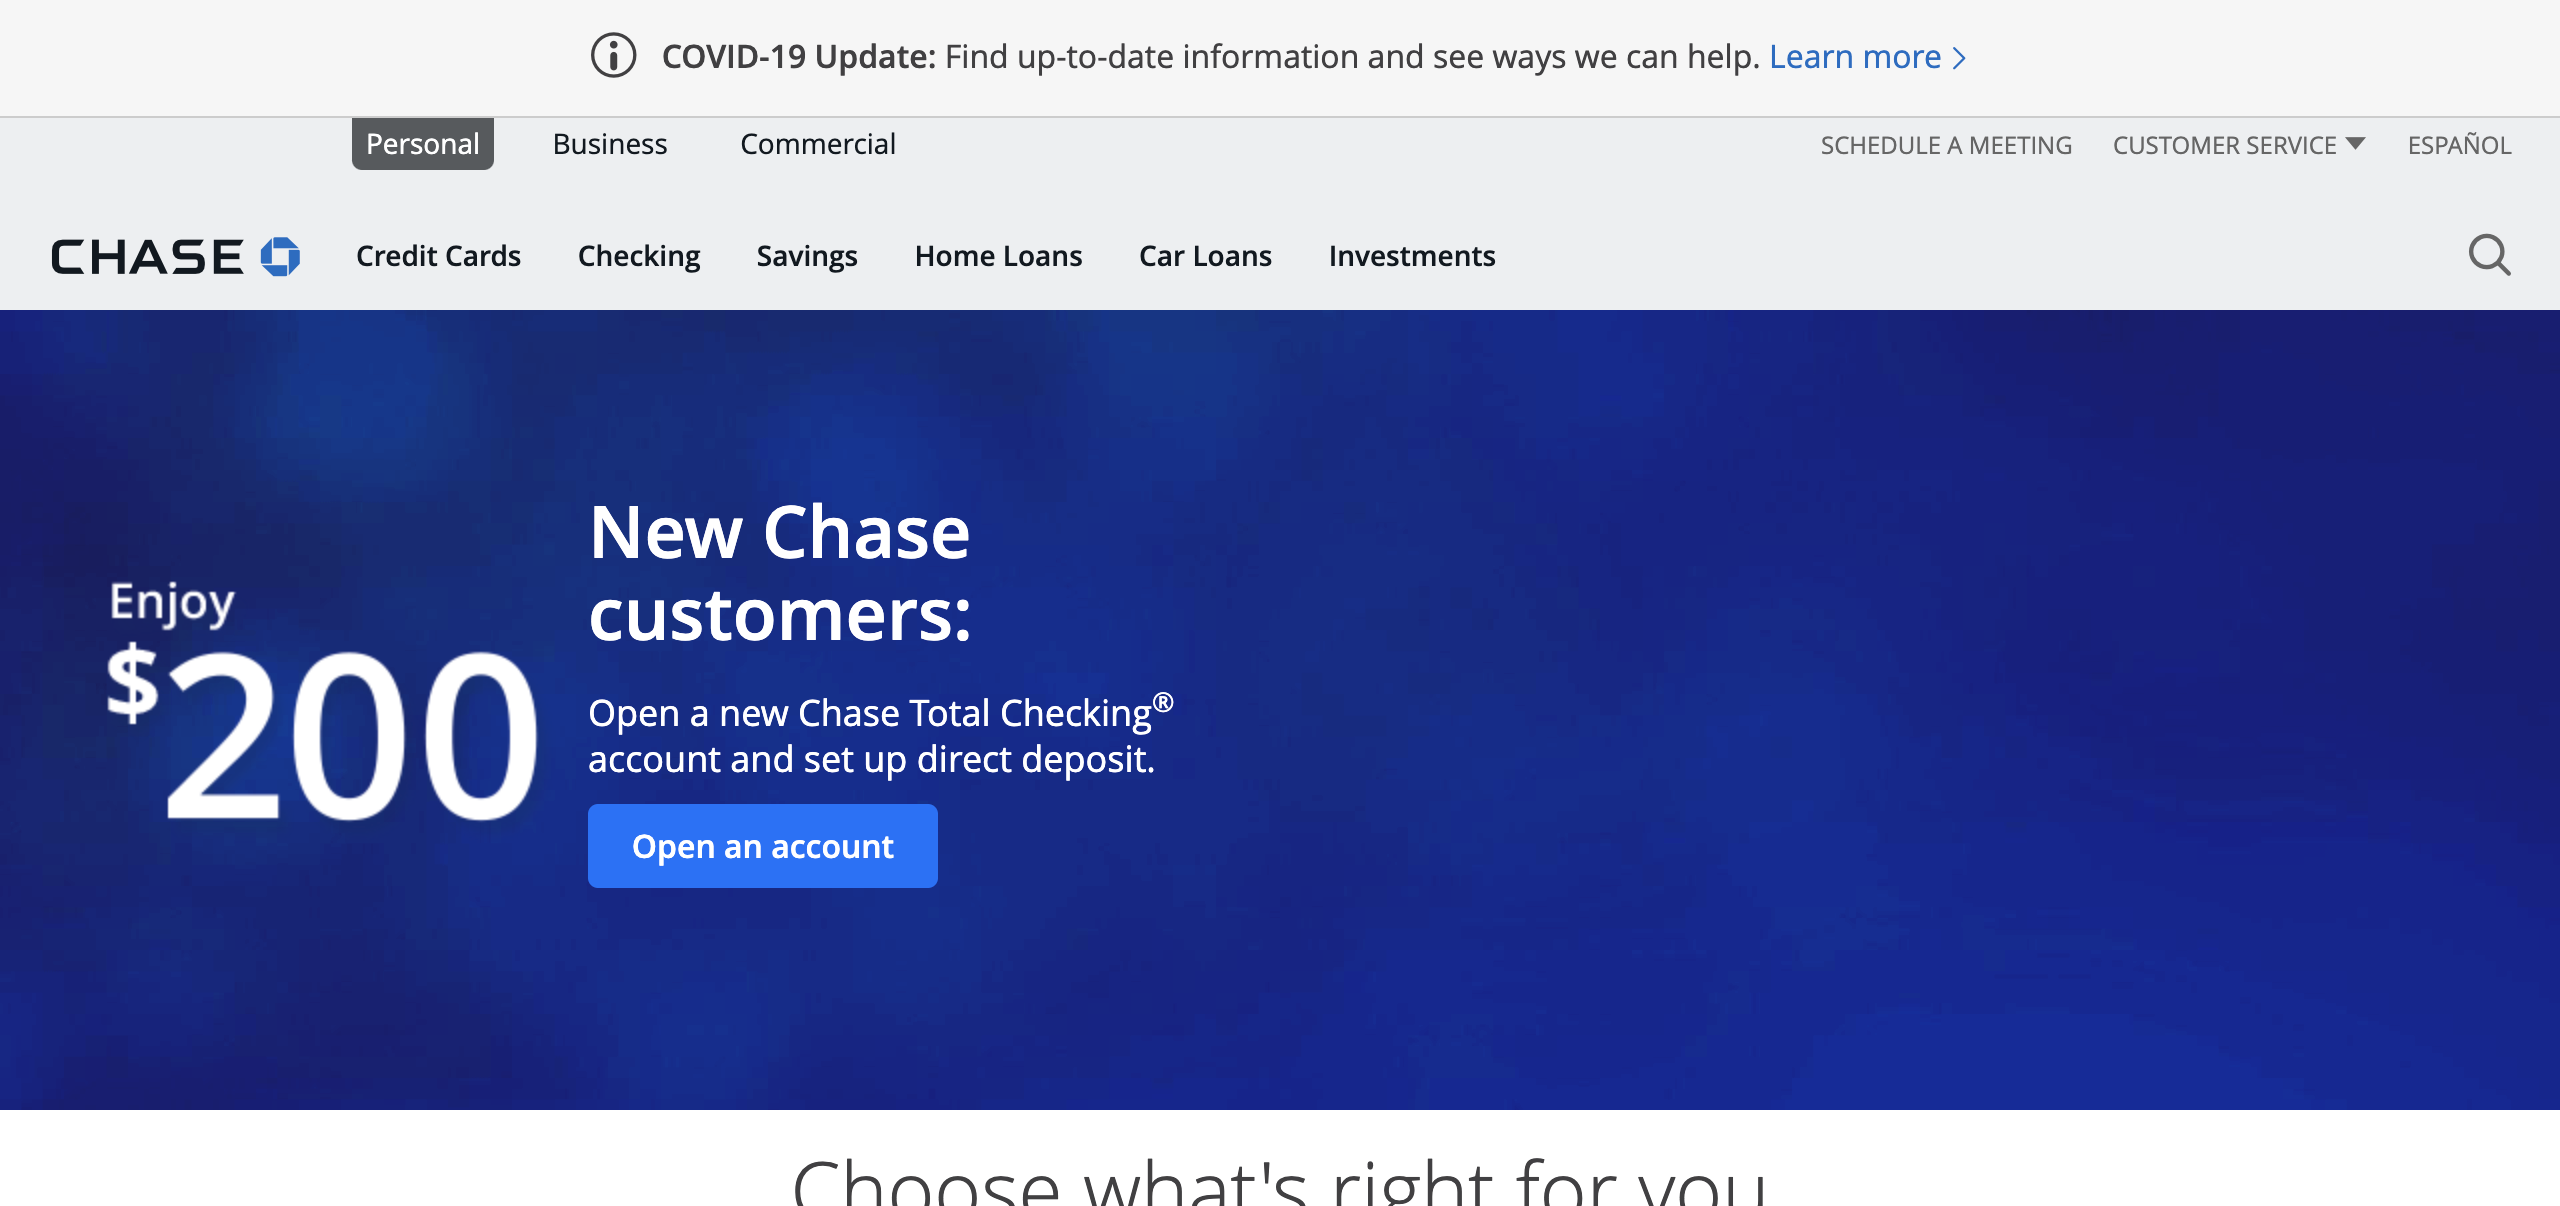 COVID-19 Update: Find up-to-date information and see ways we can help. Learn more
Personal Business Commercial SCHEDULE A MEETING CUSTOMER SERVICE ESPAÑOL
CHASE Credit Cards Checking Savings Home Loans Car Loans Investments
Enjoy
$200
New Chase
customers:
Open a new Chase Total Checking®
account and set up direct deposit.
Open an account
Choose what's right for you